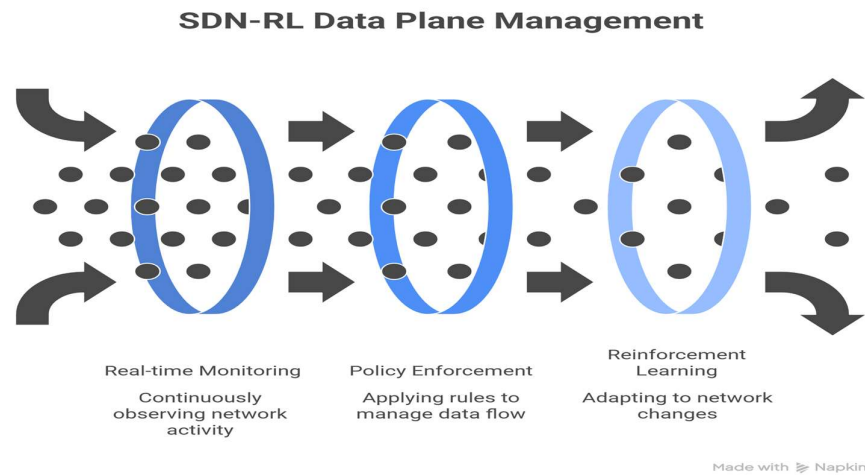 SDN-RL Data Plane Management
Real-time Monitoring
Continuously
observing network
activity
Policy Enforcement
Applying rules to
manage data flow
Reinforcement
Learning
Adapting to network
changes
Made with Napkin